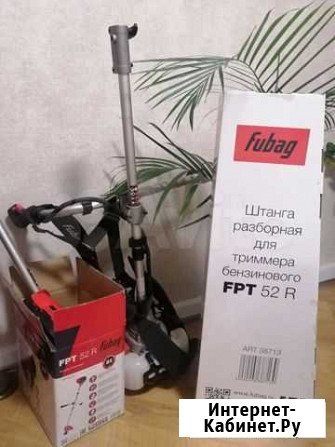 fubag
Штанга
разборная
для
триммера
бензинового
FPT 52 R
ART.38713
FPT 52 R
Интернет-
Кабинет.Ру